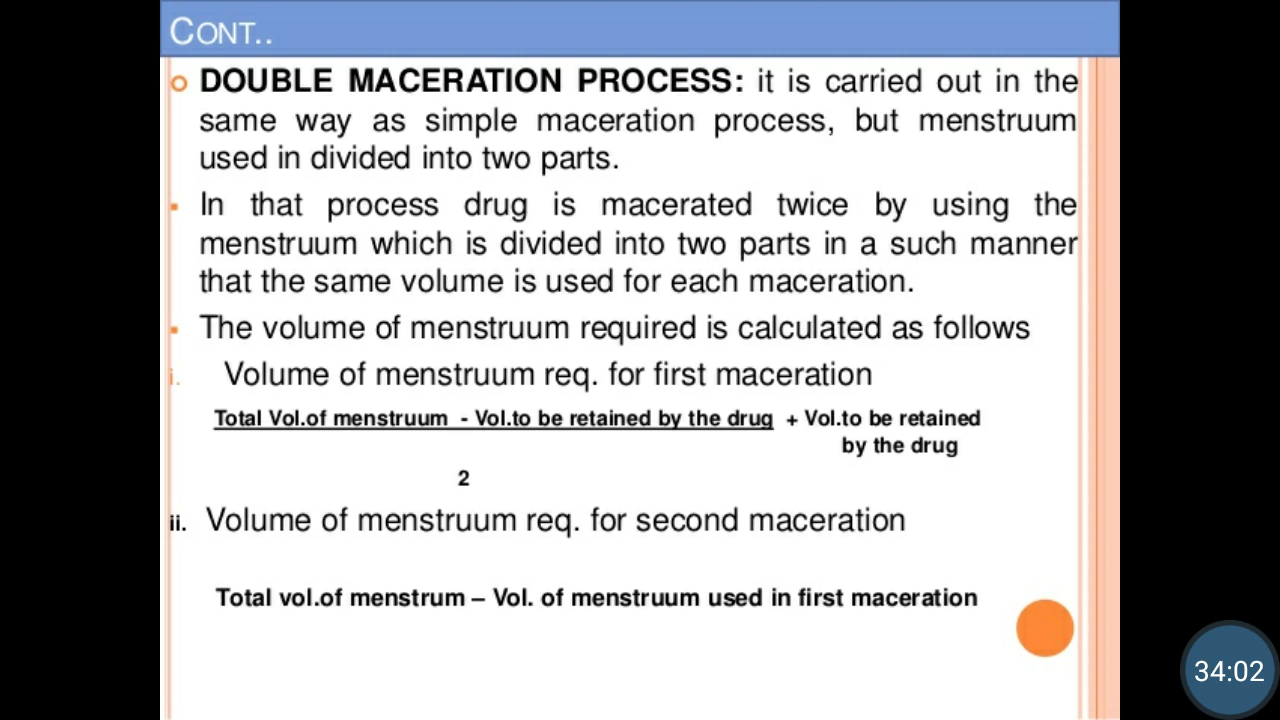 CONT..
DOUBLE MACERATION PROCESS: it is carried out in the
same way as simple maceration process, but menstruum
used in divided into two parts.
In that process drug is macerated twice by using the
menstruum which is divided into two parts in a such manner
that the same volume is used for each maceration.
The volume of menstruum required is calculated as follows
i. Volume of menstruum req. for first maceration
Total Vol.of menstruum - Vol.to be retained by the drug + Vol.to be retained
by the drug
2
ii. Volume of menstruum req. for second maceration
Total vol.of menstrum – Vol. of menstruum used in first maceration
34:02